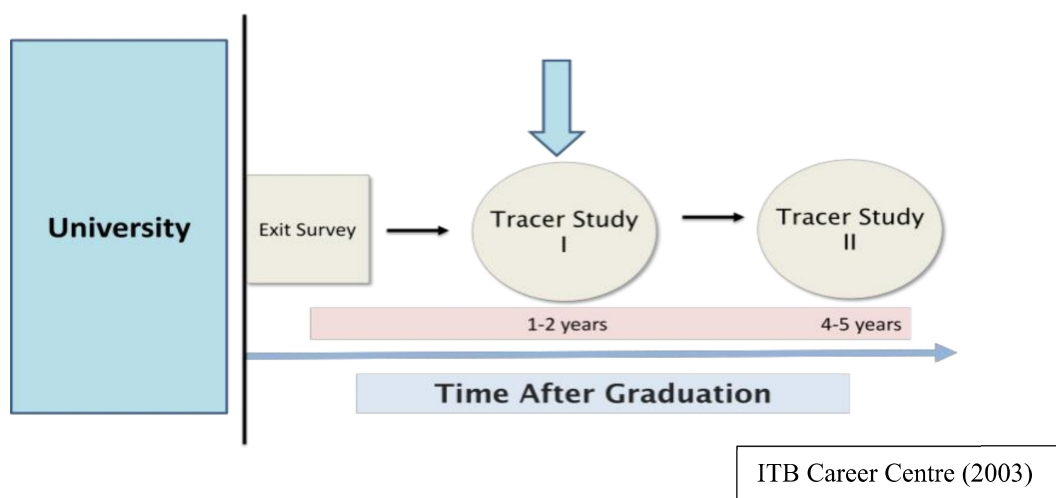 University
Exit Survey
Tracer Study
I
Tracer Study
II
1-2 years
4-5 years
Time After Graduation
ITB Career Centre (2003)